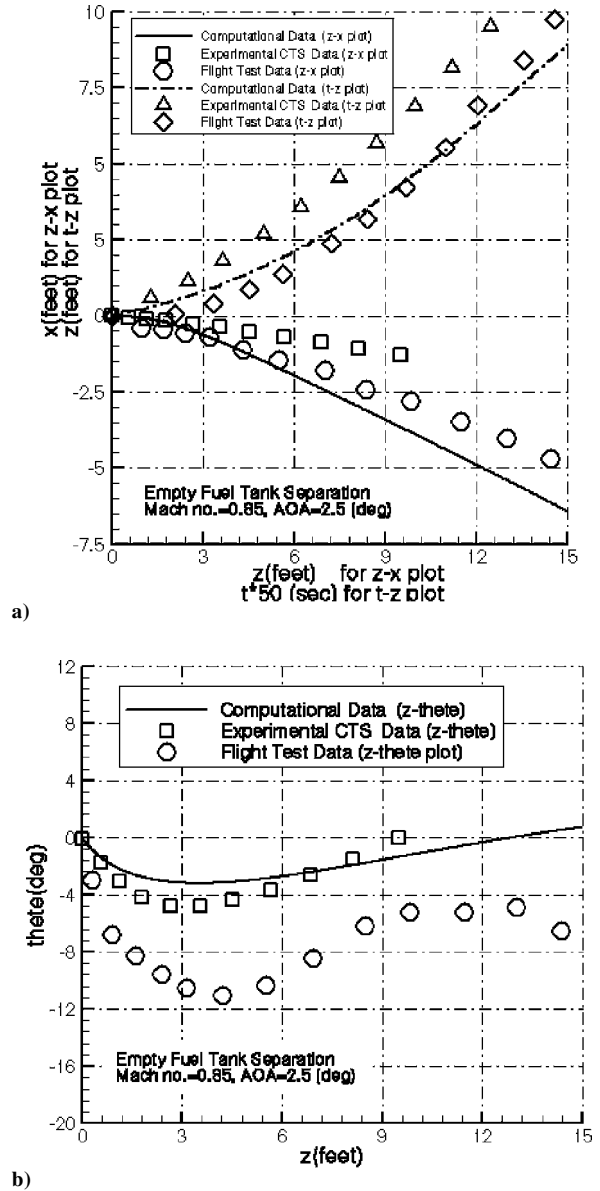 10
7.5
5
2.5
0
-2.5
-5
-7.5
x(feet) for z-x plot
z(feet) for t-z plot
Computational Data (z-x plot)
Experimental CTS Data (z-x plot
Flight Test Data (z-x plot)
Computational Data (t-z plot)
Experimental CTS Data (t-z plot
Flight Test Data (t-z plot)
Empty Fuel Tank Separation
Mach no.=0.85, AOA=2.5 (deg)
0 3 6 9 12 15
z(feet) for z-x plot
t*50 (sec) for t-z plot
a)
12
8
4
0
-4
-8
-12
-16
-20
thete(deg)
Computational Data (z-thete)
Experimental CTS Data (z-thete)
Flight Test Data (z-thete plot)
Empty Fuel Tank Separation
Mach no.=0.85, AOA=2.5 (deg)
0 3 6 9 12 15
z(feet)
b)